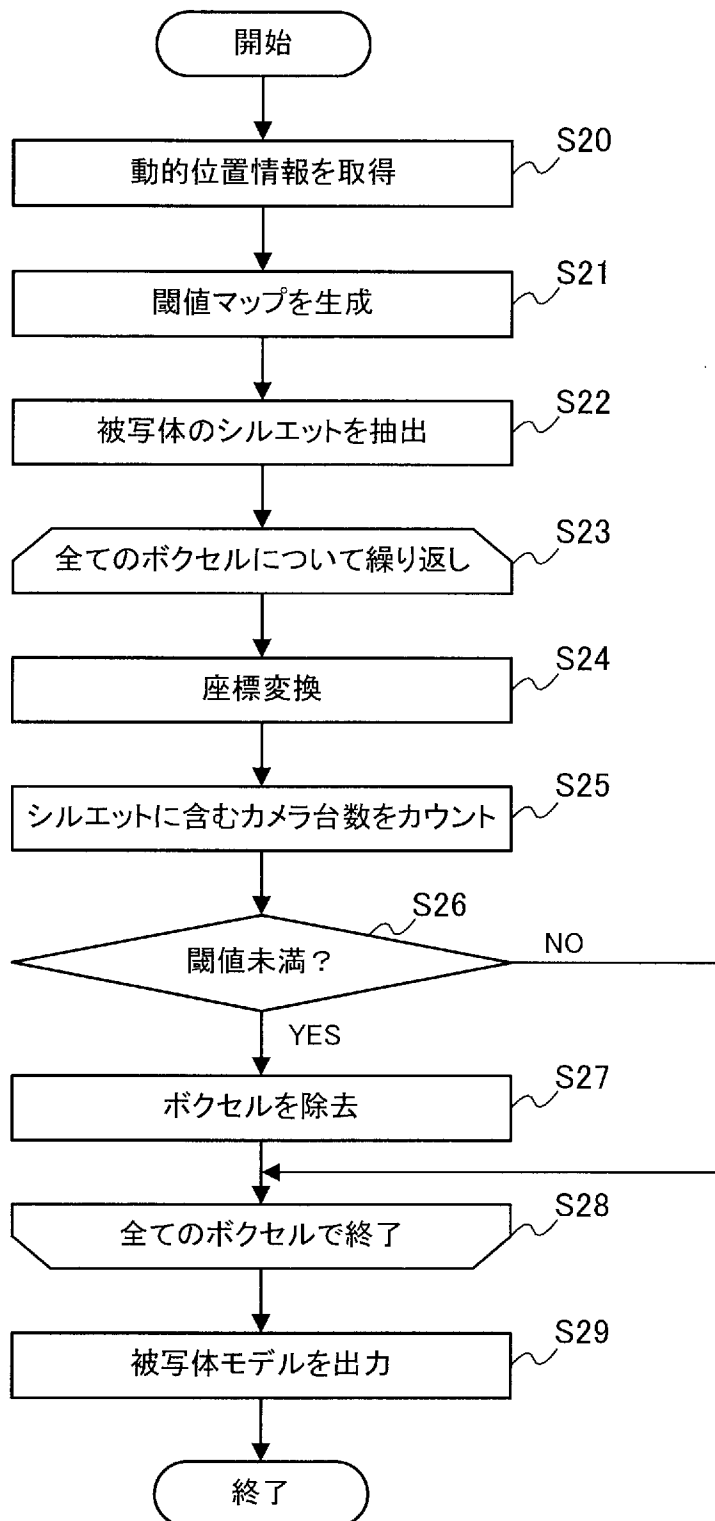 開始
S20
動的位置情報を取得
S21
閾値マップを生成
S22
被写体のシルエットを抽出
S23
全てのボクセルについて繰り返し
S24
座標変換
S25
シルエットに含むカメラ台数をカウント
S26
閾値未満？
NO
YES
S27
ボクセルを除去
S28
全てのボクセルで終了
S29
被写体モデルを出力
終了